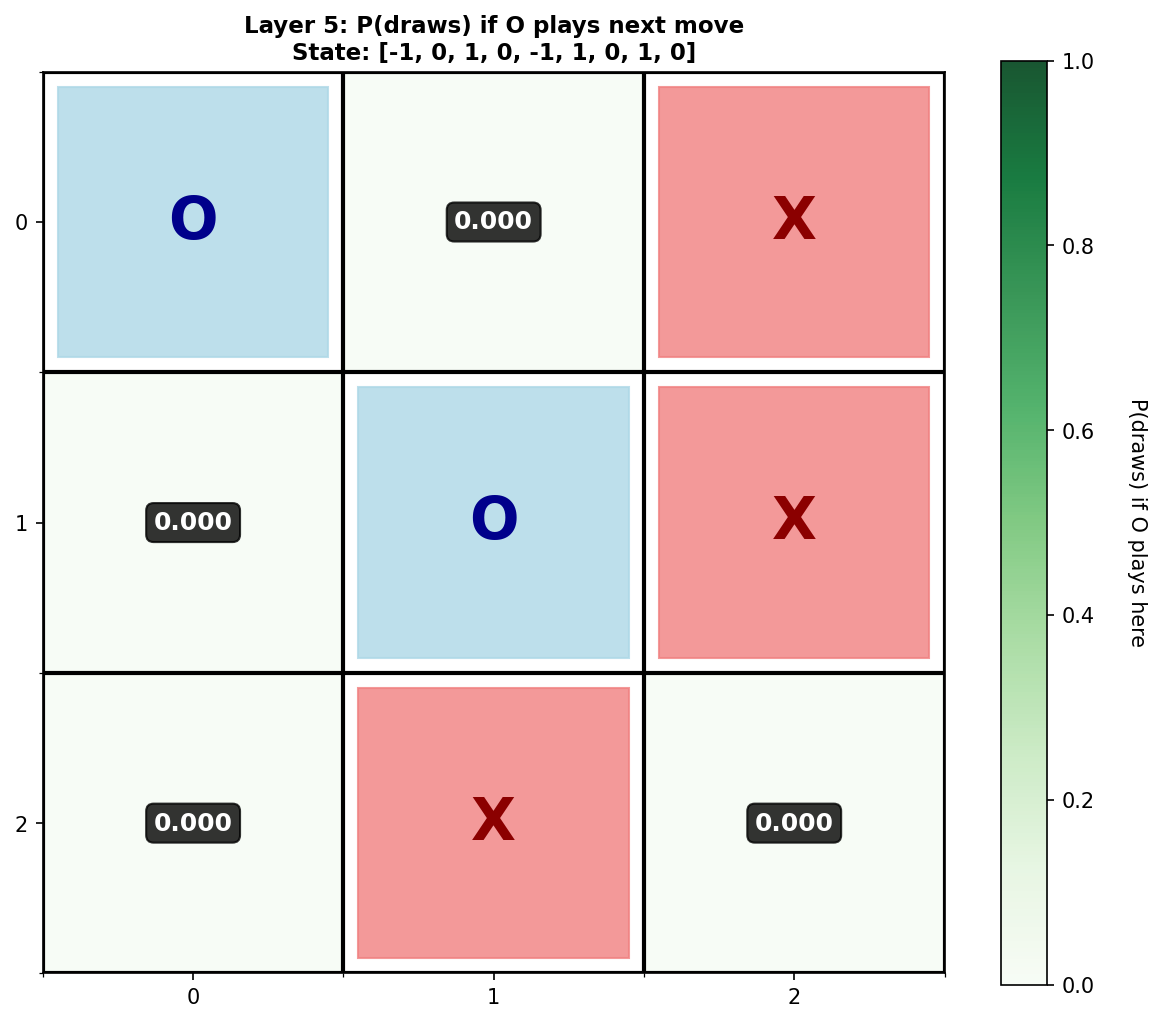 Layer 5: P(draws) if O plays next move
State: [-1, 0, 1, 0, -1, 1, 0, 1, 0]
O
0.000
X
0
0.000
O
X
1
0.000
X
0.000
2
0
1
2
1.0
0.8
0.6
0.4
0.2
0.0
P(draws) if O plays here